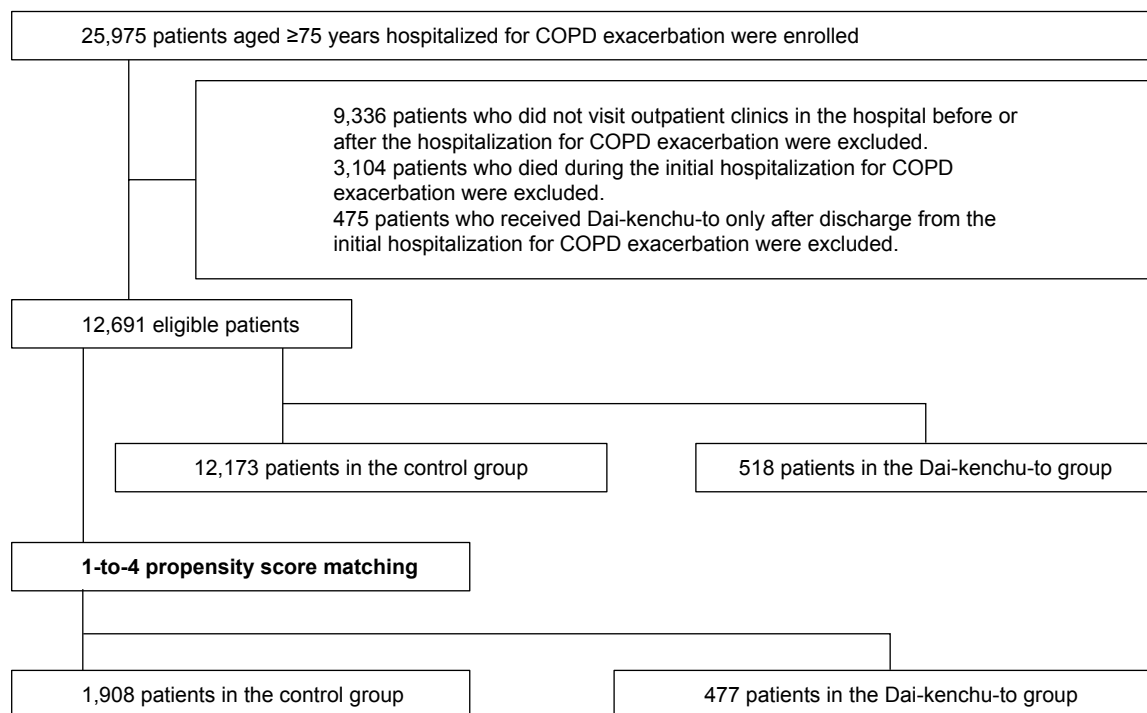 25,975 patients aged ≥75 years hospitalized for COPD exacerbation were enrolled
9,336 patients who did not visit outpatient clinics in the hospital before or
after the hospitalization for COPD exacerbation were excluded.
3,104 patients who died during the initial hospitalization for COPD
exacerbation were excluded.
475 patients who received Dai-kenchu-to only after discharge from the
initial hospitalization for COPD exacerbation were excluded.
12,691 eligible patients
12,173 patients in the control group
518 patients in the Dai-kenchu-to group
1-to-4 propensity score matching
1,908 patients in the control group
477 patients in the Dai-kenchu-to group